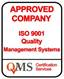 APPROVED
COMPANY
ISO 9001
Quality
Management Systems
QMS
Certification
Services